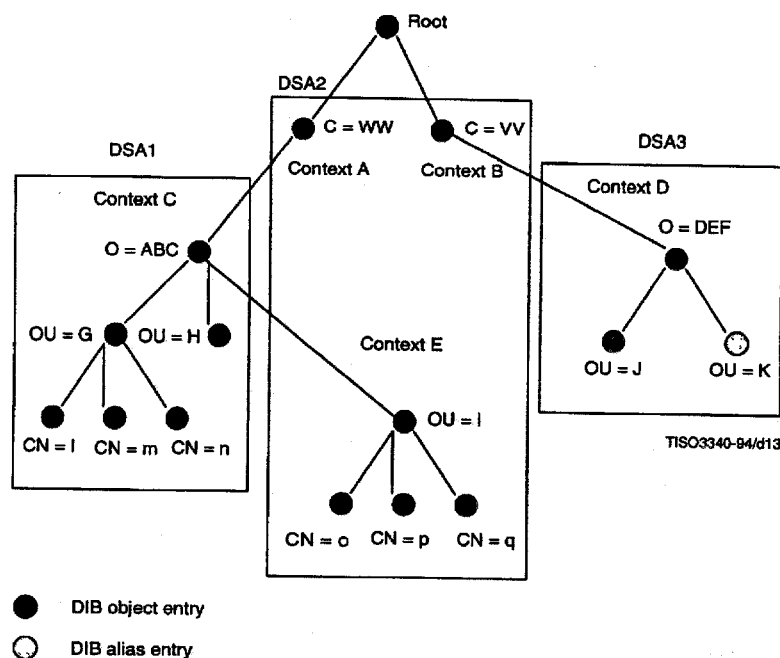 Root
DSA2
C = WW
C = VV
DSA1
DSA3
Context A
Context B
Context C
Context D
O = ABC
O = DEF
OU = G
OU = H
Context E
OU = J
OU = K
OU = I
CN = l
CN = m
CN = n
TISO3340-94/d13
CN = o
CN = p
CN = q
DIB object entry
DIB alias entry